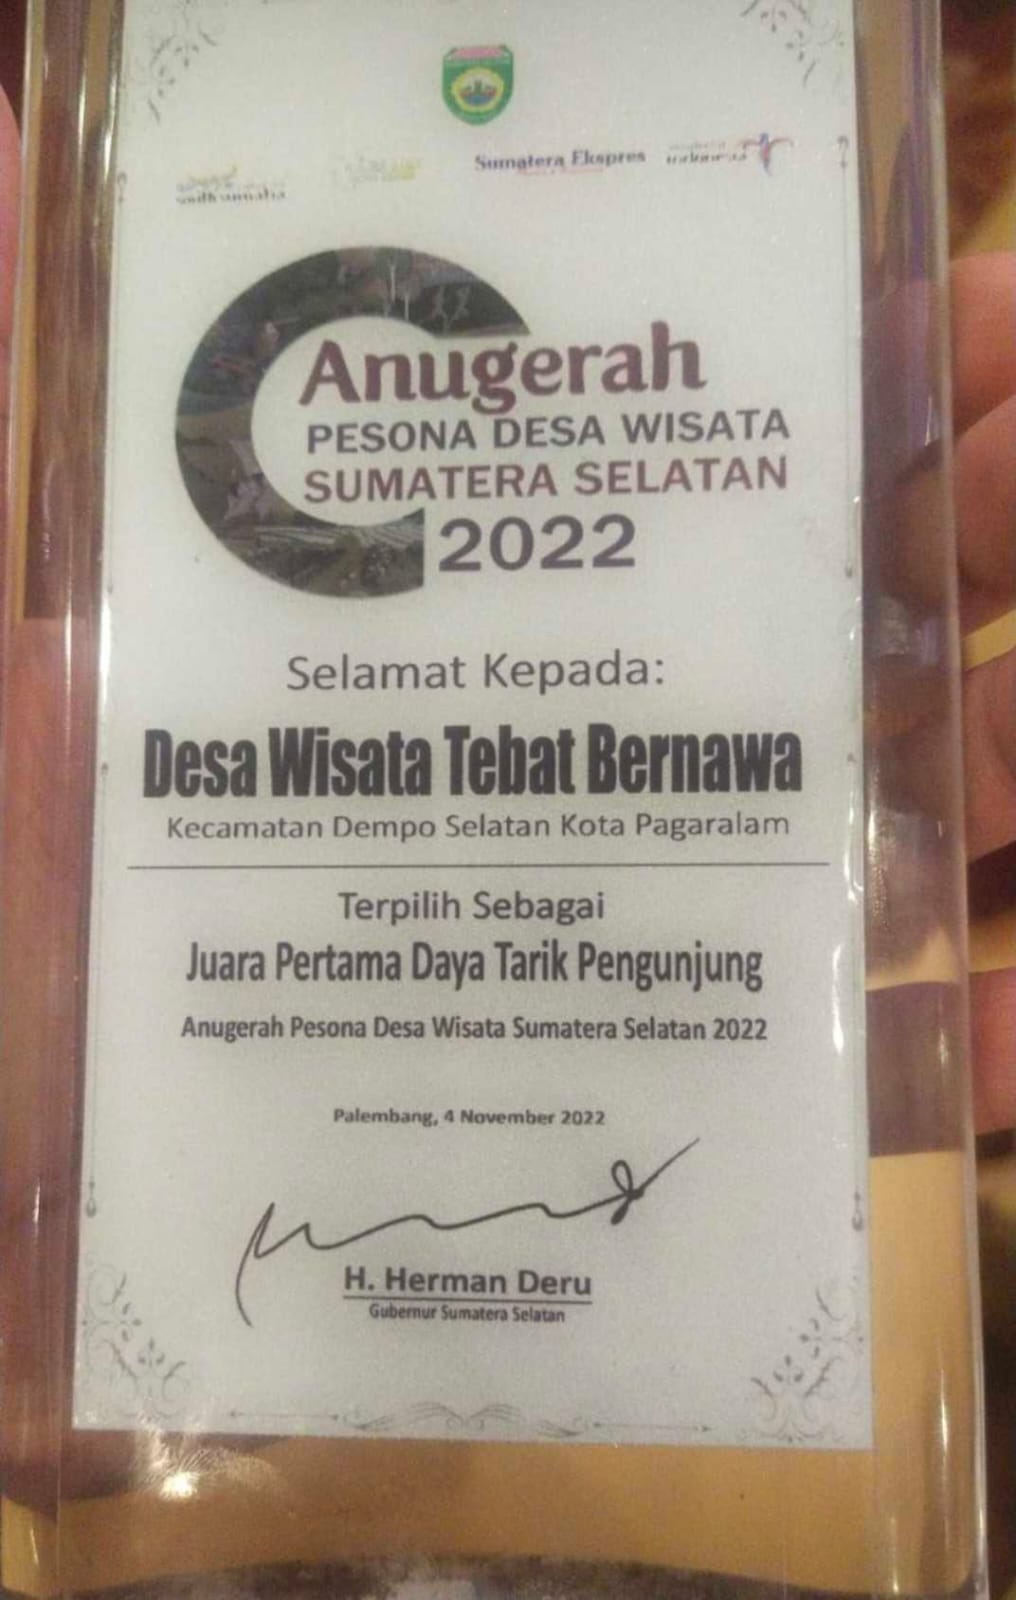 Sumatera Ekspres
Anugerah
PESONA DESA WISATA
SUMATERA SELATAN
2022
Selamat Kepada:
Desa Wisata Tebat Bernawa
Kecamatan Dempo Selatan Kota Pagaralam
Terpilih Sebagai
Juara Pertama Daya Tarik Pengunjung
Anugerah Pesona Desa Wisata Sumatera Selatan 2022
Palembang, 4 November 2022
H. Herman Deru
Gubernur Sumatera Selatan